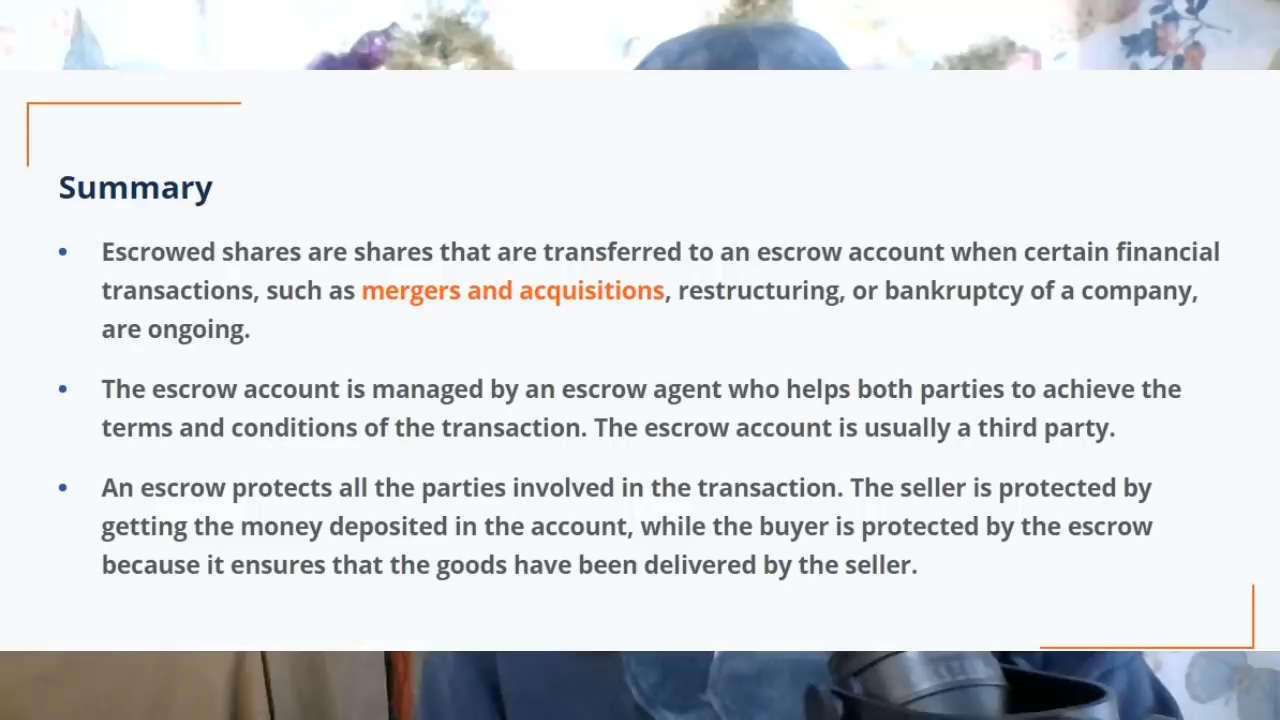 Summary
• Escrowed shares are shares that are transferred to an escrow account when certain financial
transactions, such as mergers and acquisitions, restructuring, or bankruptcy of a company,
are ongoing.
• The escrow account is managed by an escrow agent who helps both parties to achieve the
terms and conditions of the transaction. The escrow account is usually a third party.
• An escrow protects all the parties involved in the transaction. The seller is protected by
getting the money deposited in the account, while the buyer is protected by the escrow
because it ensures that the goods have been delivered by the seller.